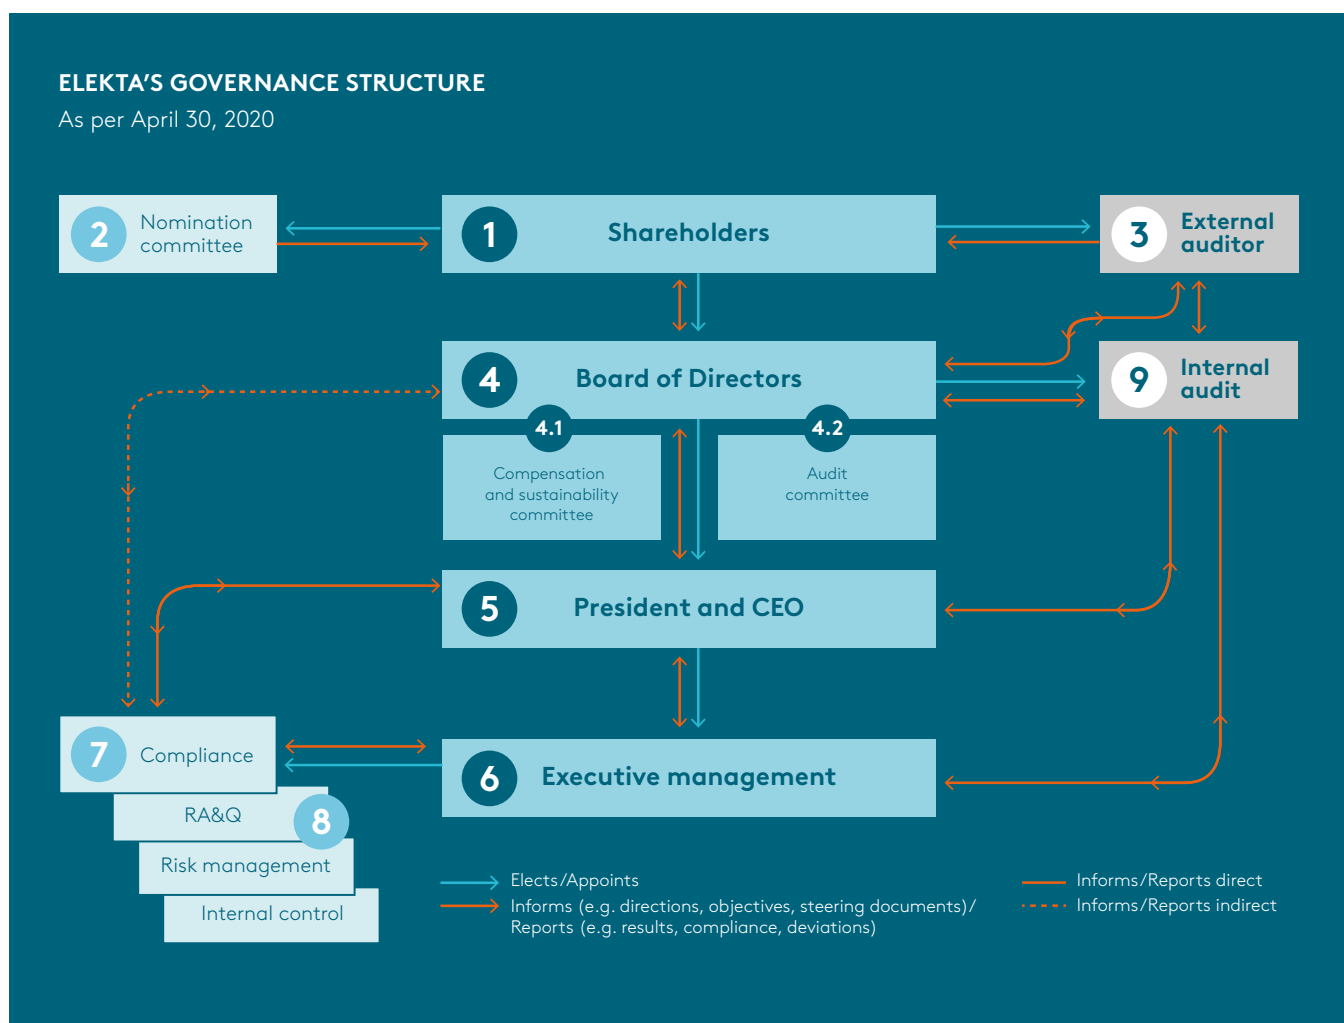 ELEKTA’S GOVERNANCE STRUCTURE
As per April 30, 2020
2
Nomination
committee
1
Shareholders
3
External
auditor
4
Board of Directors
9
Internal
audit
4.1
Compensation
and sustainability
committee
4.2
Audit
committee
5
President and CEO
7
Compliance
6
Executive management
RA&Q
8
Risk management
Internal control
Elects/Appoints
Informs (e.g. directions, objectives, steering documents)/
Reports (e.g. results, compliance, deviations)
Informs/Reports direct
Informs/Reports indirect